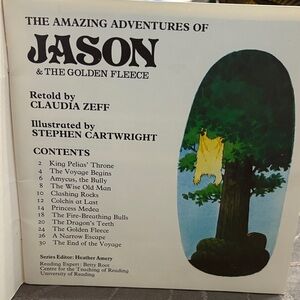 THE AMAZING ADVENTURES OF
JASON
& THE GOLDEN FLEECE
Retold by
CLAUDIA ZEFF
Illustrated by
STEPHEN CARTWRIGHT
CONTENTS
2 King Pelias' Throne
4 The Voyage Begins
6 Amycus, the Bully
8 The Wise Old Man
10 Clashing Rocks
12 Colchis at Last
14 Princess Medea
18 The Fire-Breathing Bulls
20 The Dragon's Teeth
24 The Golden Fleece
26 A Narrow Escape
30 The End of the Voyage
Series Editor: Heather Amery
Reading Expert: Betty Root
Centre for the Teaching of Reading
University of Reading